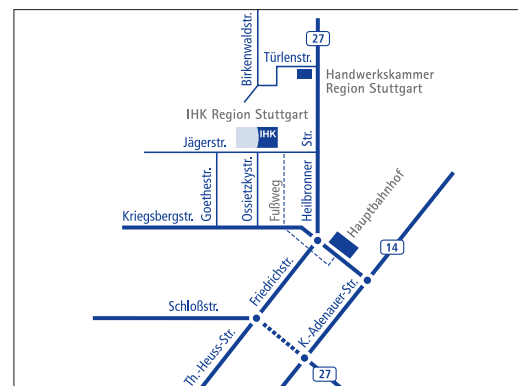 27
Birkenwaldstr.
Türlenstr.
Handwerkskammer
Region Stuttgart
IHK Region Stuttgart
IHK
Jägerstr.
Heilbronner Str.
Goethestr.
Ossietzkystr.
Fußweg
Hauptbahnhof
Kriegsbergstr.
14
Friedrichstr.
Schloßstr.
K.-Adenauer-Str.
Th.-Heuss-Str.
27